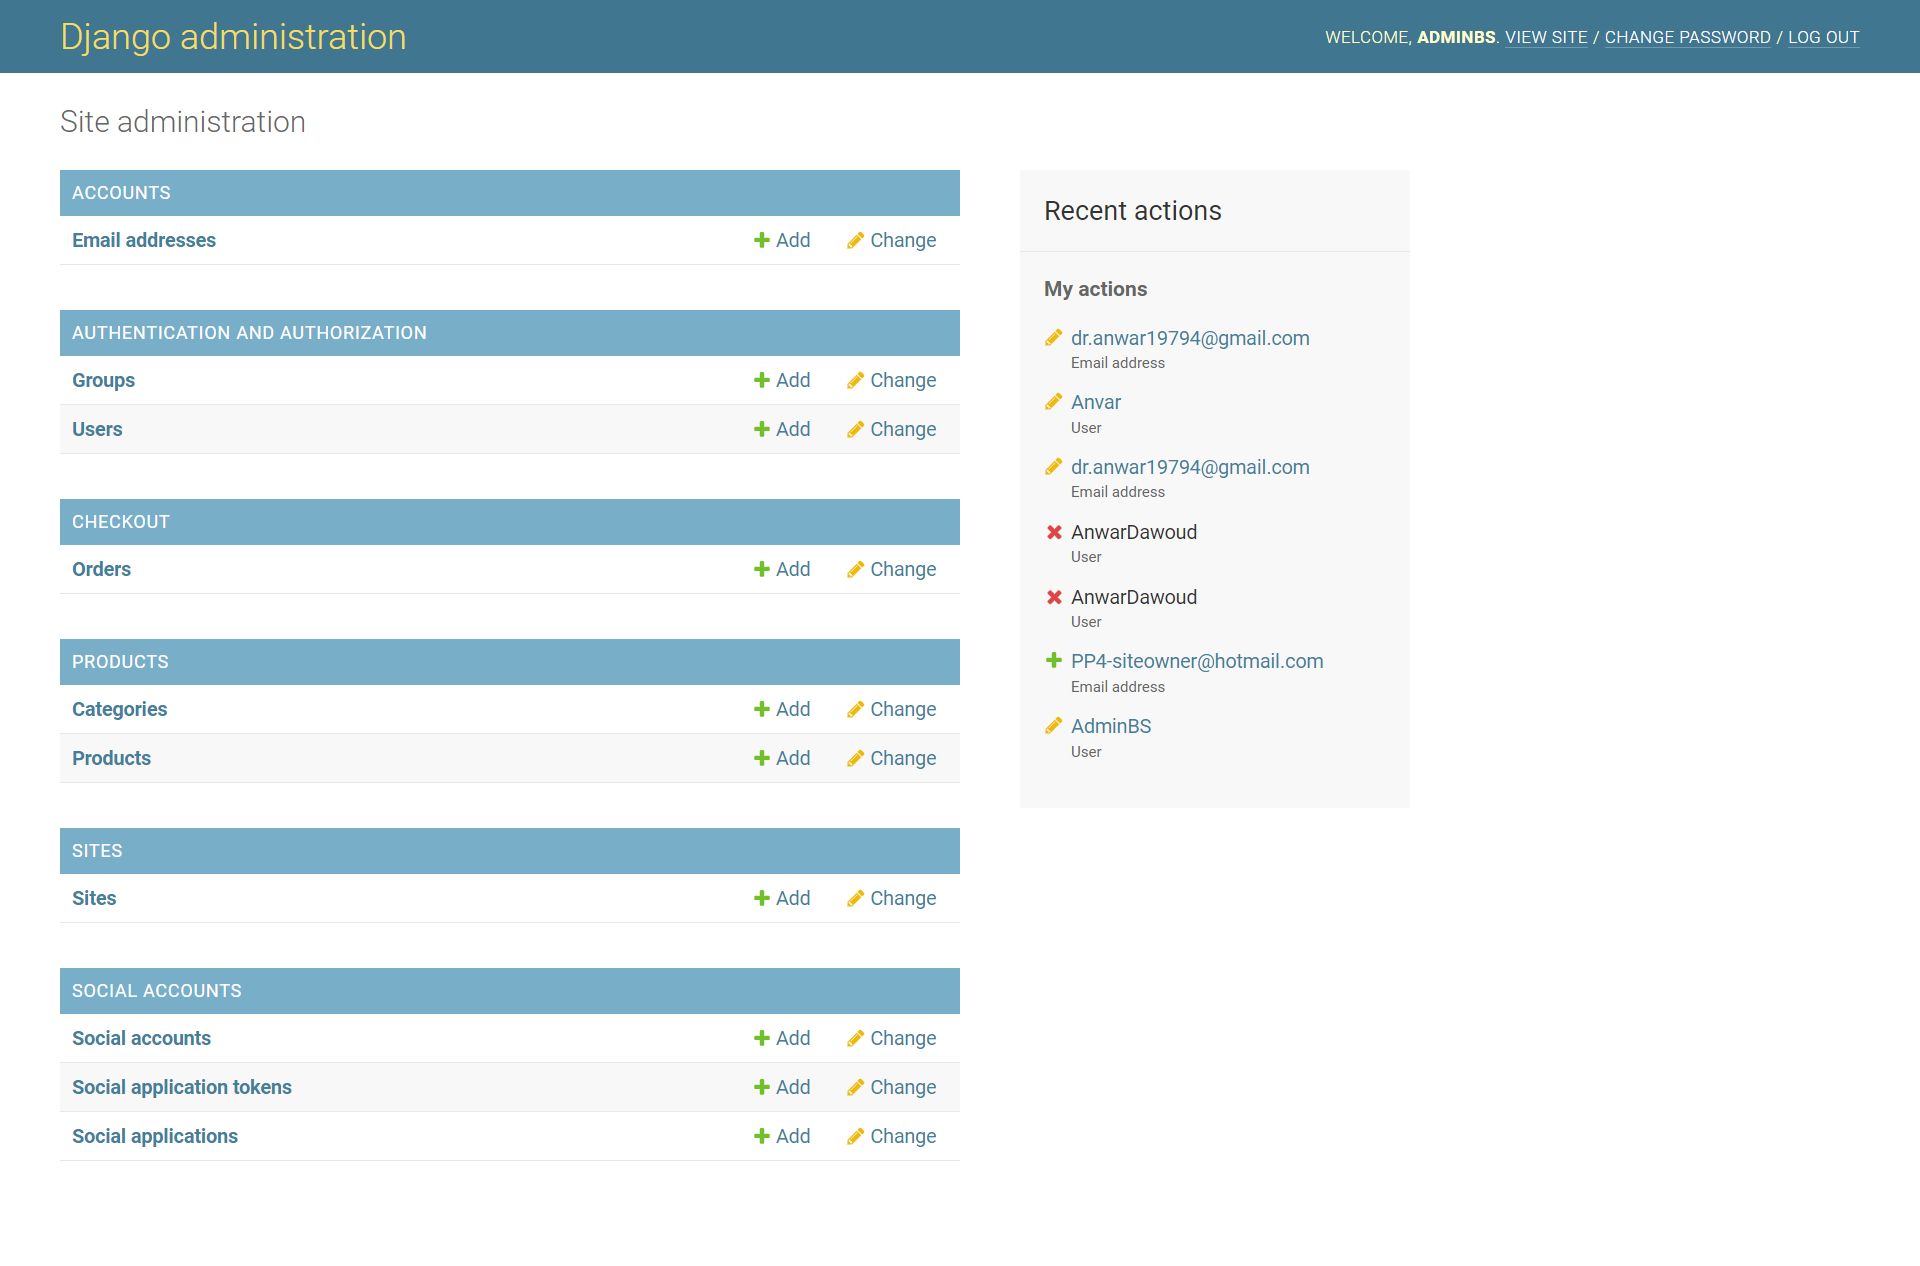 Django administration
WELCOME, ADMINBS. VIEW SITE / CHANGE PASSWORD / LOG OUT
Site administration
ACCOUNTS
Email addresses Add Change
AUTHENTICATION AND AUTHORIZATION
Groups Add Change
Users Add Change
CHECKOUT
Orders Add Change
PRODUCTS
Categories Add Change
Products Add Change
SITES
Sites Add Change
SOCIAL ACCOUNTS
Social accounts Add Change
Social application tokens Add Change
Social applications Add Change
Recent actions
My actions
dr.anwar19794@gmail.com
Email address
Anvar
User
dr.anwar19794@gmail.com
Email address
AnwarDawoud
User
AnwarDawoud
User
PP4-siteowner@hotmail.com
Email address
AdminBS
User